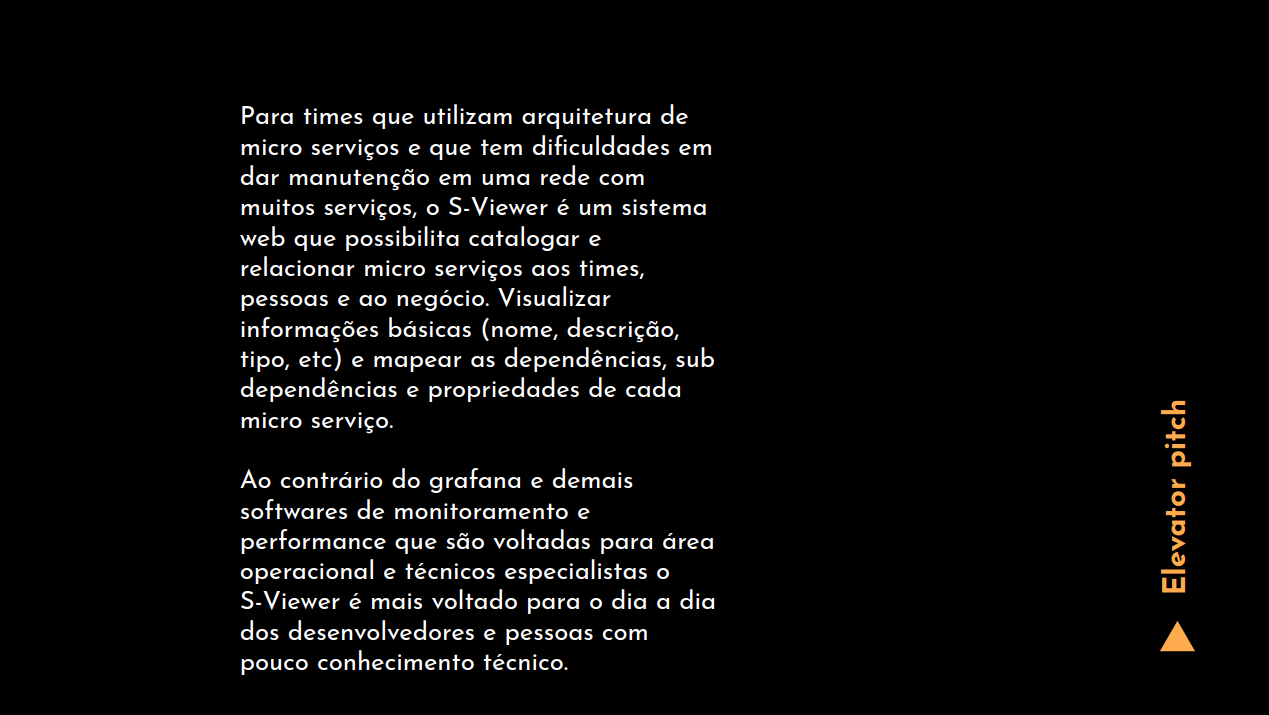 Para times que utilizam arquitetura de
micro serviços e que tem dificuldades em
dar manutenção em uma rede com
muitos serviços, o S-Viewer é um sistema
web que possibilita catalogar e
relacionar micro serviços aos times,
pessoas e ao negócio. Visualizar
informações básicas (nome, descrição,
tipo, etc) e mapear as dependências, sub
dependências e propriedades de cada
micro serviço.
Ao contrário do grafana e demais
softwares de monitoramento e
performance que são voltadas para área
operacional e técnicos especialistas o
S-Viewer é mais voltado para o dia a dia
dos desenvolvedores e pessoas com
pouco conhecimento técnico.
Elevator pitch